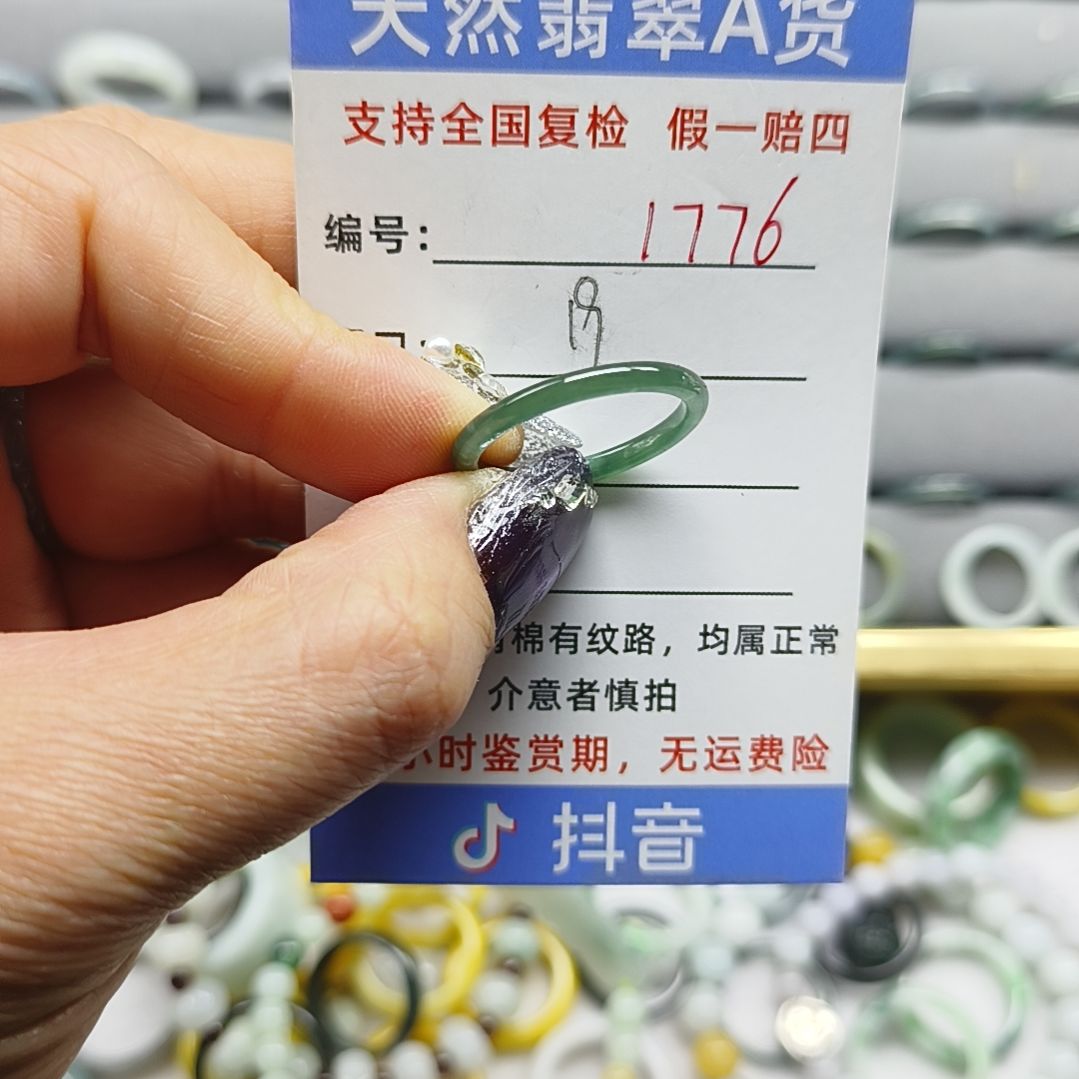 天然翡翠A货
支持全国复检 假一赔四
编号: 1776
棉有纹路，均属正常
介意者慎拍
小时鉴赏期，无运费险
抖音